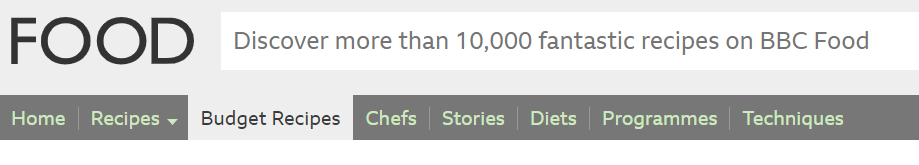 FOOD Discover more than 10,000 fantastic recipes on BBC Food
Home Recipes Budget Recipes Chefs Stories Diets Programmes Techniques